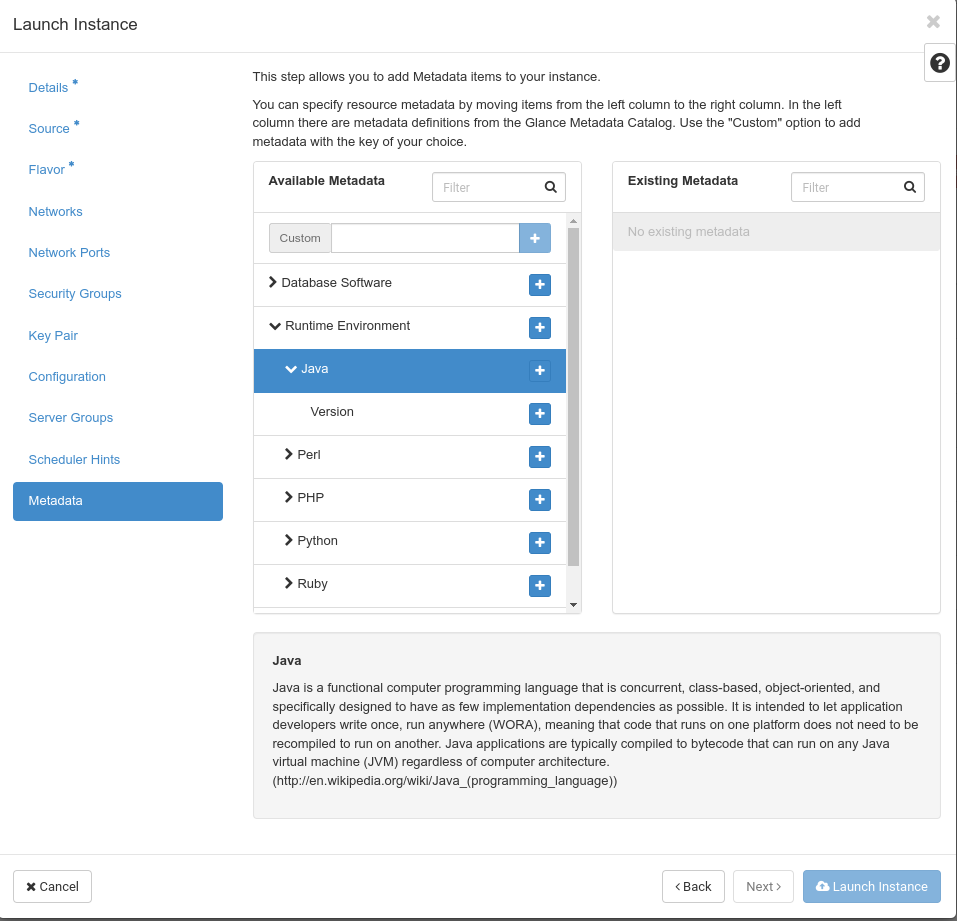 Launch Instance
Details *
Source *
Flavor *
Networks
Network Ports
Security Groups
Key Pair
Configuration
Server Groups
Scheduler Hints
Metadata
This step allows you to add Metadata items to your instance.
You can specify resource metadata by moving items from the left column to the right column. In the left
column there are metadata definitions from the Glance Metadata Catalog. Use the "Custom" option to add
metadata with the key of your choice.
Available Metadata
Filter
Custom
Database Software
Runtime Environment
Java
Version
Perl
PHP
Python
Ruby
Existing Metadata
Filter
No existing metadata
Java
Java is a functional computer programming language that is concurrent, class-based, object-oriented, and
specifically designed to have as few implementation dependencies as possible. It is intended to let application
developers write once, run anywhere (WORA), meaning that code that runs on one platform does not need to be
recompiled to run on another. Java applications are typically compiled to bytecode that can run on any Java
virtual machine (JVM) regardless of computer architecture.
(http://en.wikipedia.org/wiki/Java_(programming_language))
Cancel
< Back
Next >
Launch Instance